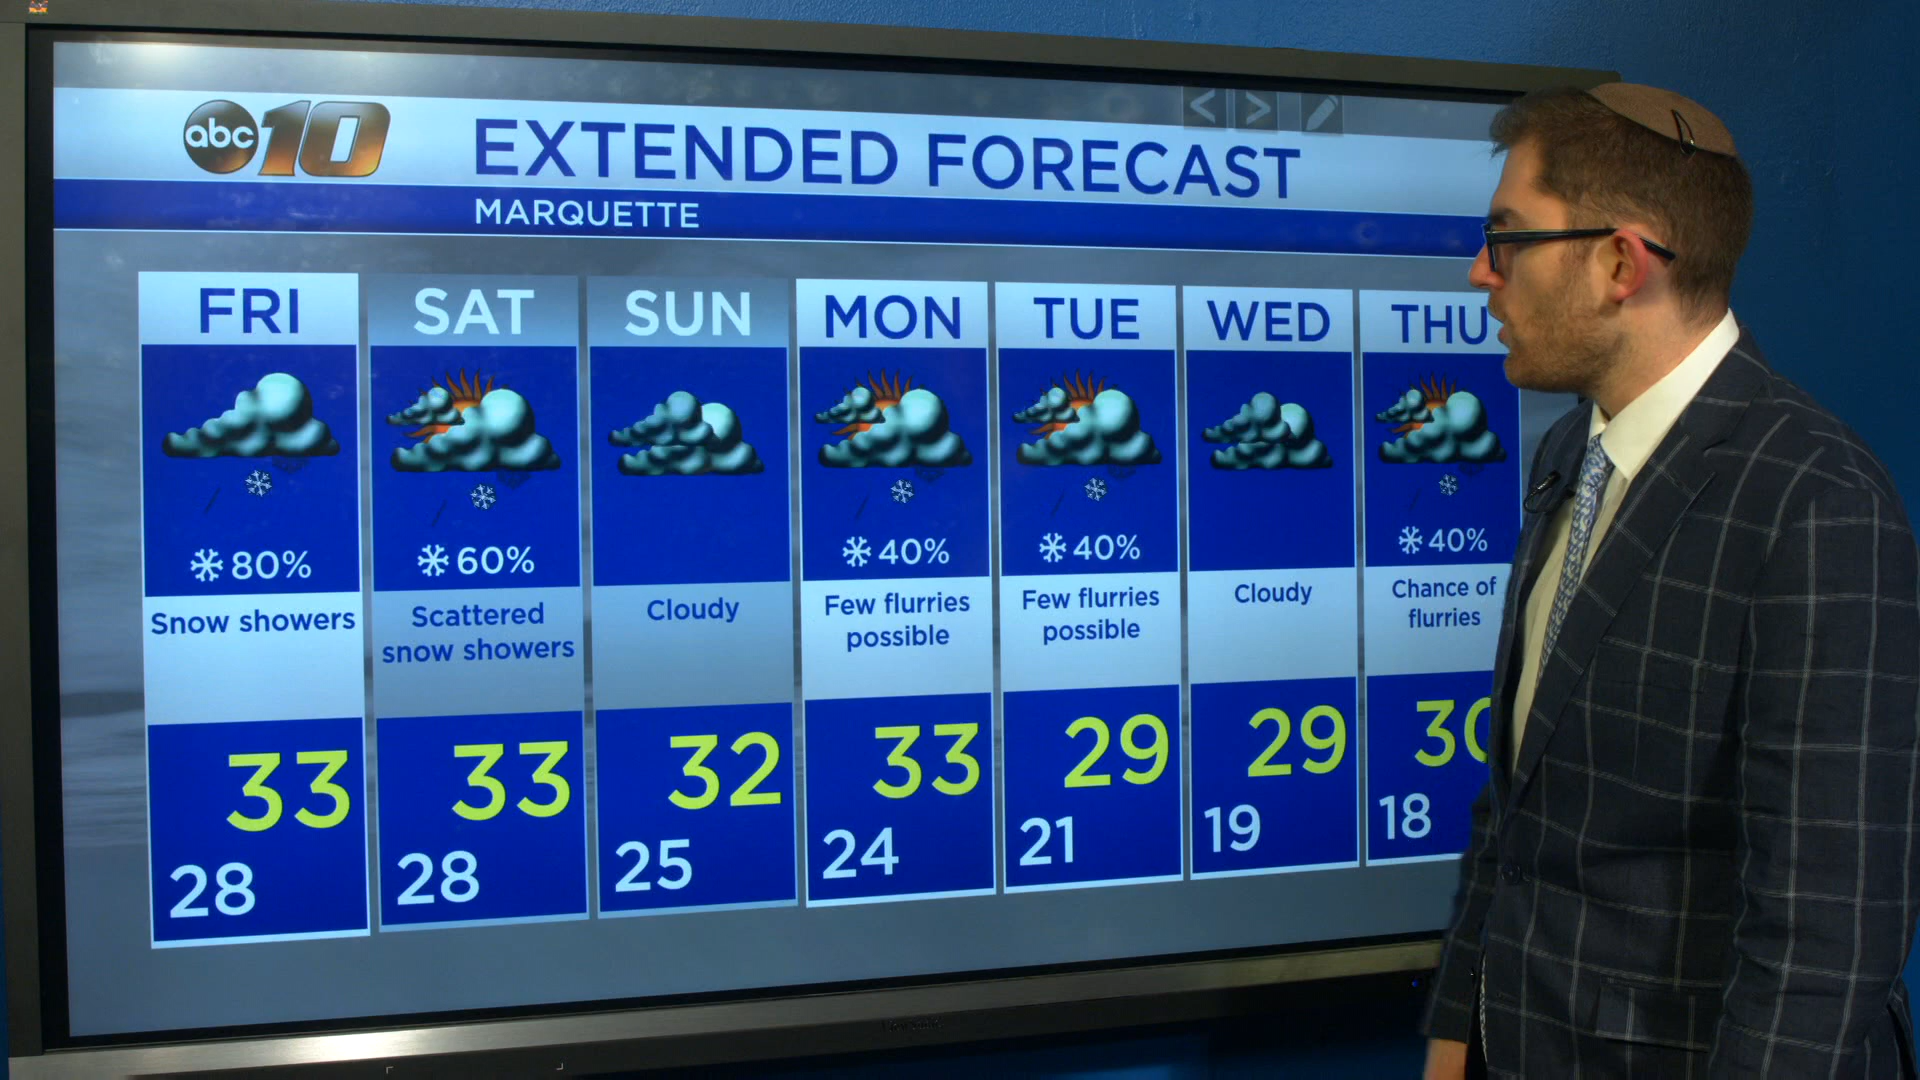 abc 10
EXTENDED FORECAST
MARQUETTE
< >
FRI
80%
Snow showers
33
28
SAT
60%
Scattered
snow showers
33
28
SUN
Cloudy
32
25
MON
40%
Few flurries
possible
33
24
TUE
40%
Few flurries
possible
29
21
WED
Cloudy
29
19
THU
40%
Chance of
flurries
30
18